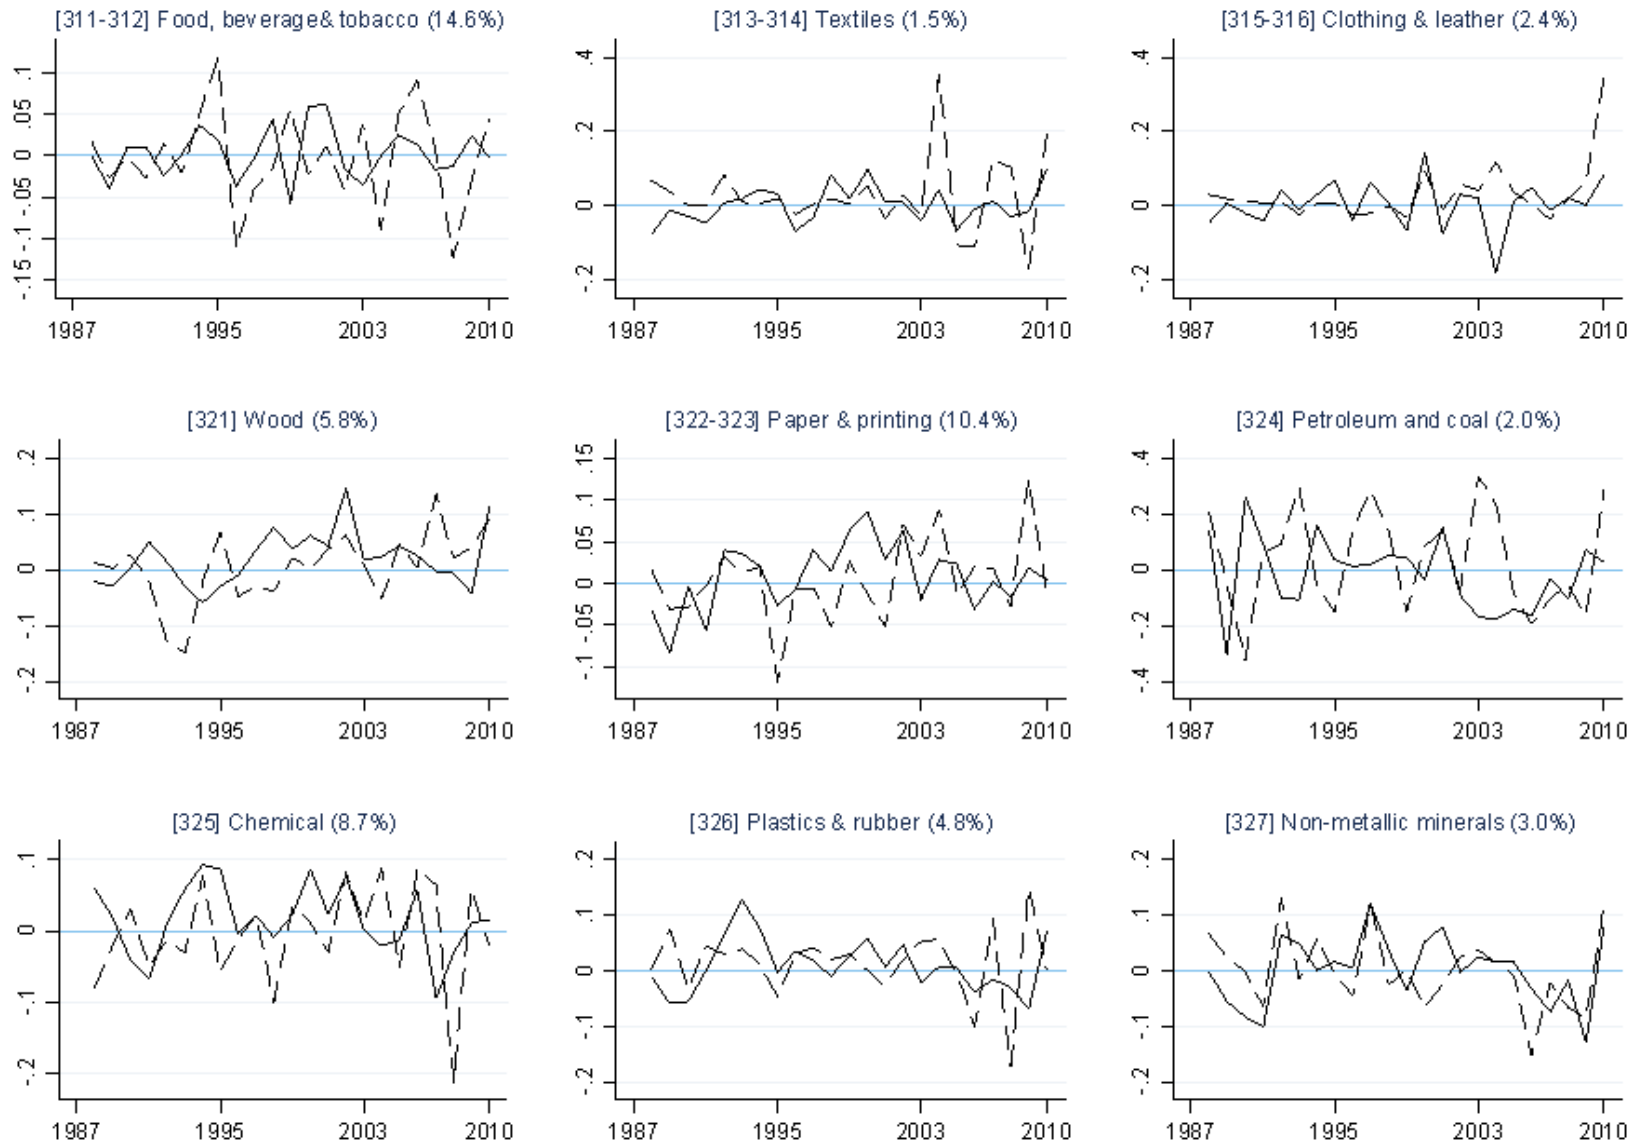 [311-312] Food, beverage& tobacco (14.6%)
.1
.05
0
-.05
-.1
-.15
1987 1995 2003 2010
[313-314] Textiles (1.5%)
.4
.2
0
-.2
1987 1995 2003 2010
[315-316] Clothing & leather (2.4%)
.4
.2
0
-.2
1987 1995 2003 2010
[321] Wood (5.8%)
.2
.1
0
-.1
-.2
1987 1995 2003 2010
[322-323] Paper & printing (10.4%)
.15
.1
.05
0
-.05
-.1
1987 1995 2003 2010
[324] Petroleum and coal (2.0%)
.4
.2
0
-.2
-.4
1987 1995 2003 2010
[325] Chemical (8.7%)
.1
0
-.1
-.2
1987 1995 2003 2010
[326] Plastics & rubber (4.8%)
.2
.1
0
-.1
-.2
1987 1995 2003 2010
[327] Non-metallic minerals (3.0%)
.2
.1
0
-.1
-.2
1987 1995 2003 2010